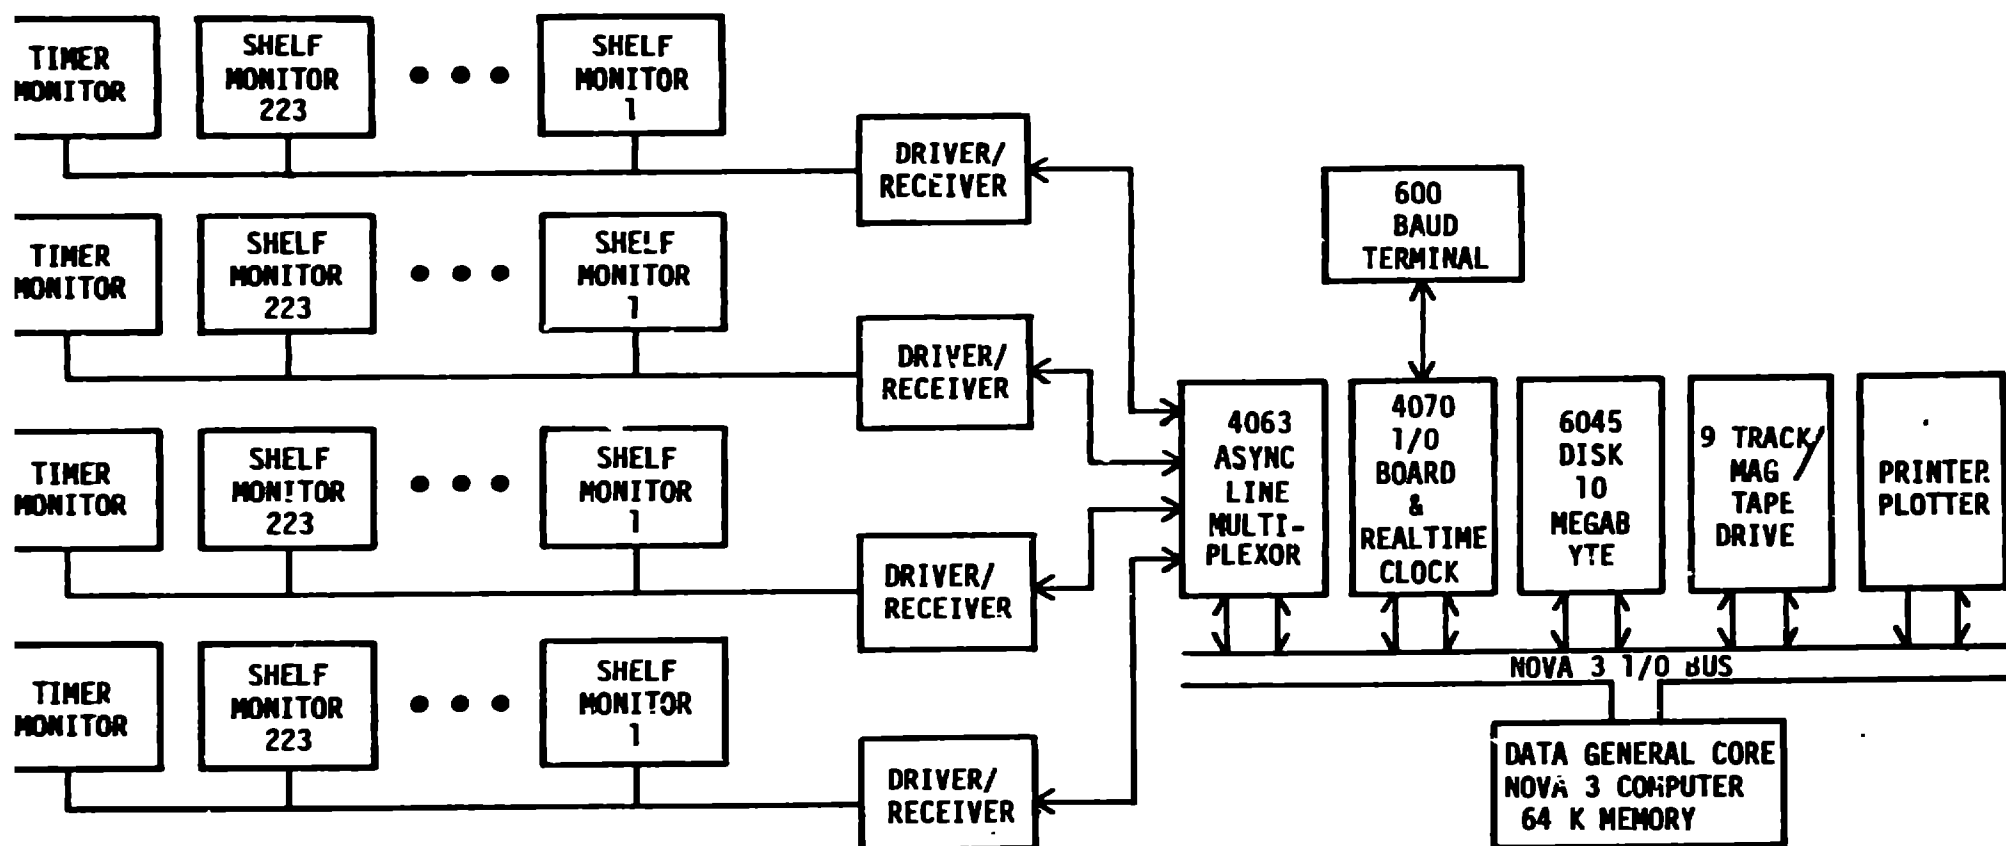 TIMER
MONITOR
SHELF
MONITOR
223
SHELF
MONITOR
1
DRIVER/
RECEIVER
TIMER
MONITOR
SHELF
MONITOR
223
SHELF
MONITOR
1
DRIVER/
RECEIVER
TIMER
MONITOR
SHELF
MONITOR
223
SHELF
MONITOR
1
DRIVER/
RECEIVER
TIMER
MONITOR
SHELF
MONITOR
223
SHELF
MONITOR
1
DRIVER/
RECEIVER
600
BAUD
TERMINAL
4063
ASYNC
LINE
MULTI-
PLEXOR
4070
I/O
BOARD
&
REALTIME
CLOCK
6045
DISK
10
MEGAB
YTE
9 TRACK/
MAG
TAPE
DRIVE
PRINTER
PLOTTER
NOVA 3 I/O BUS
DATA GENERAL CORE
NOVA 3 COMPUTER
64 K MEMORY